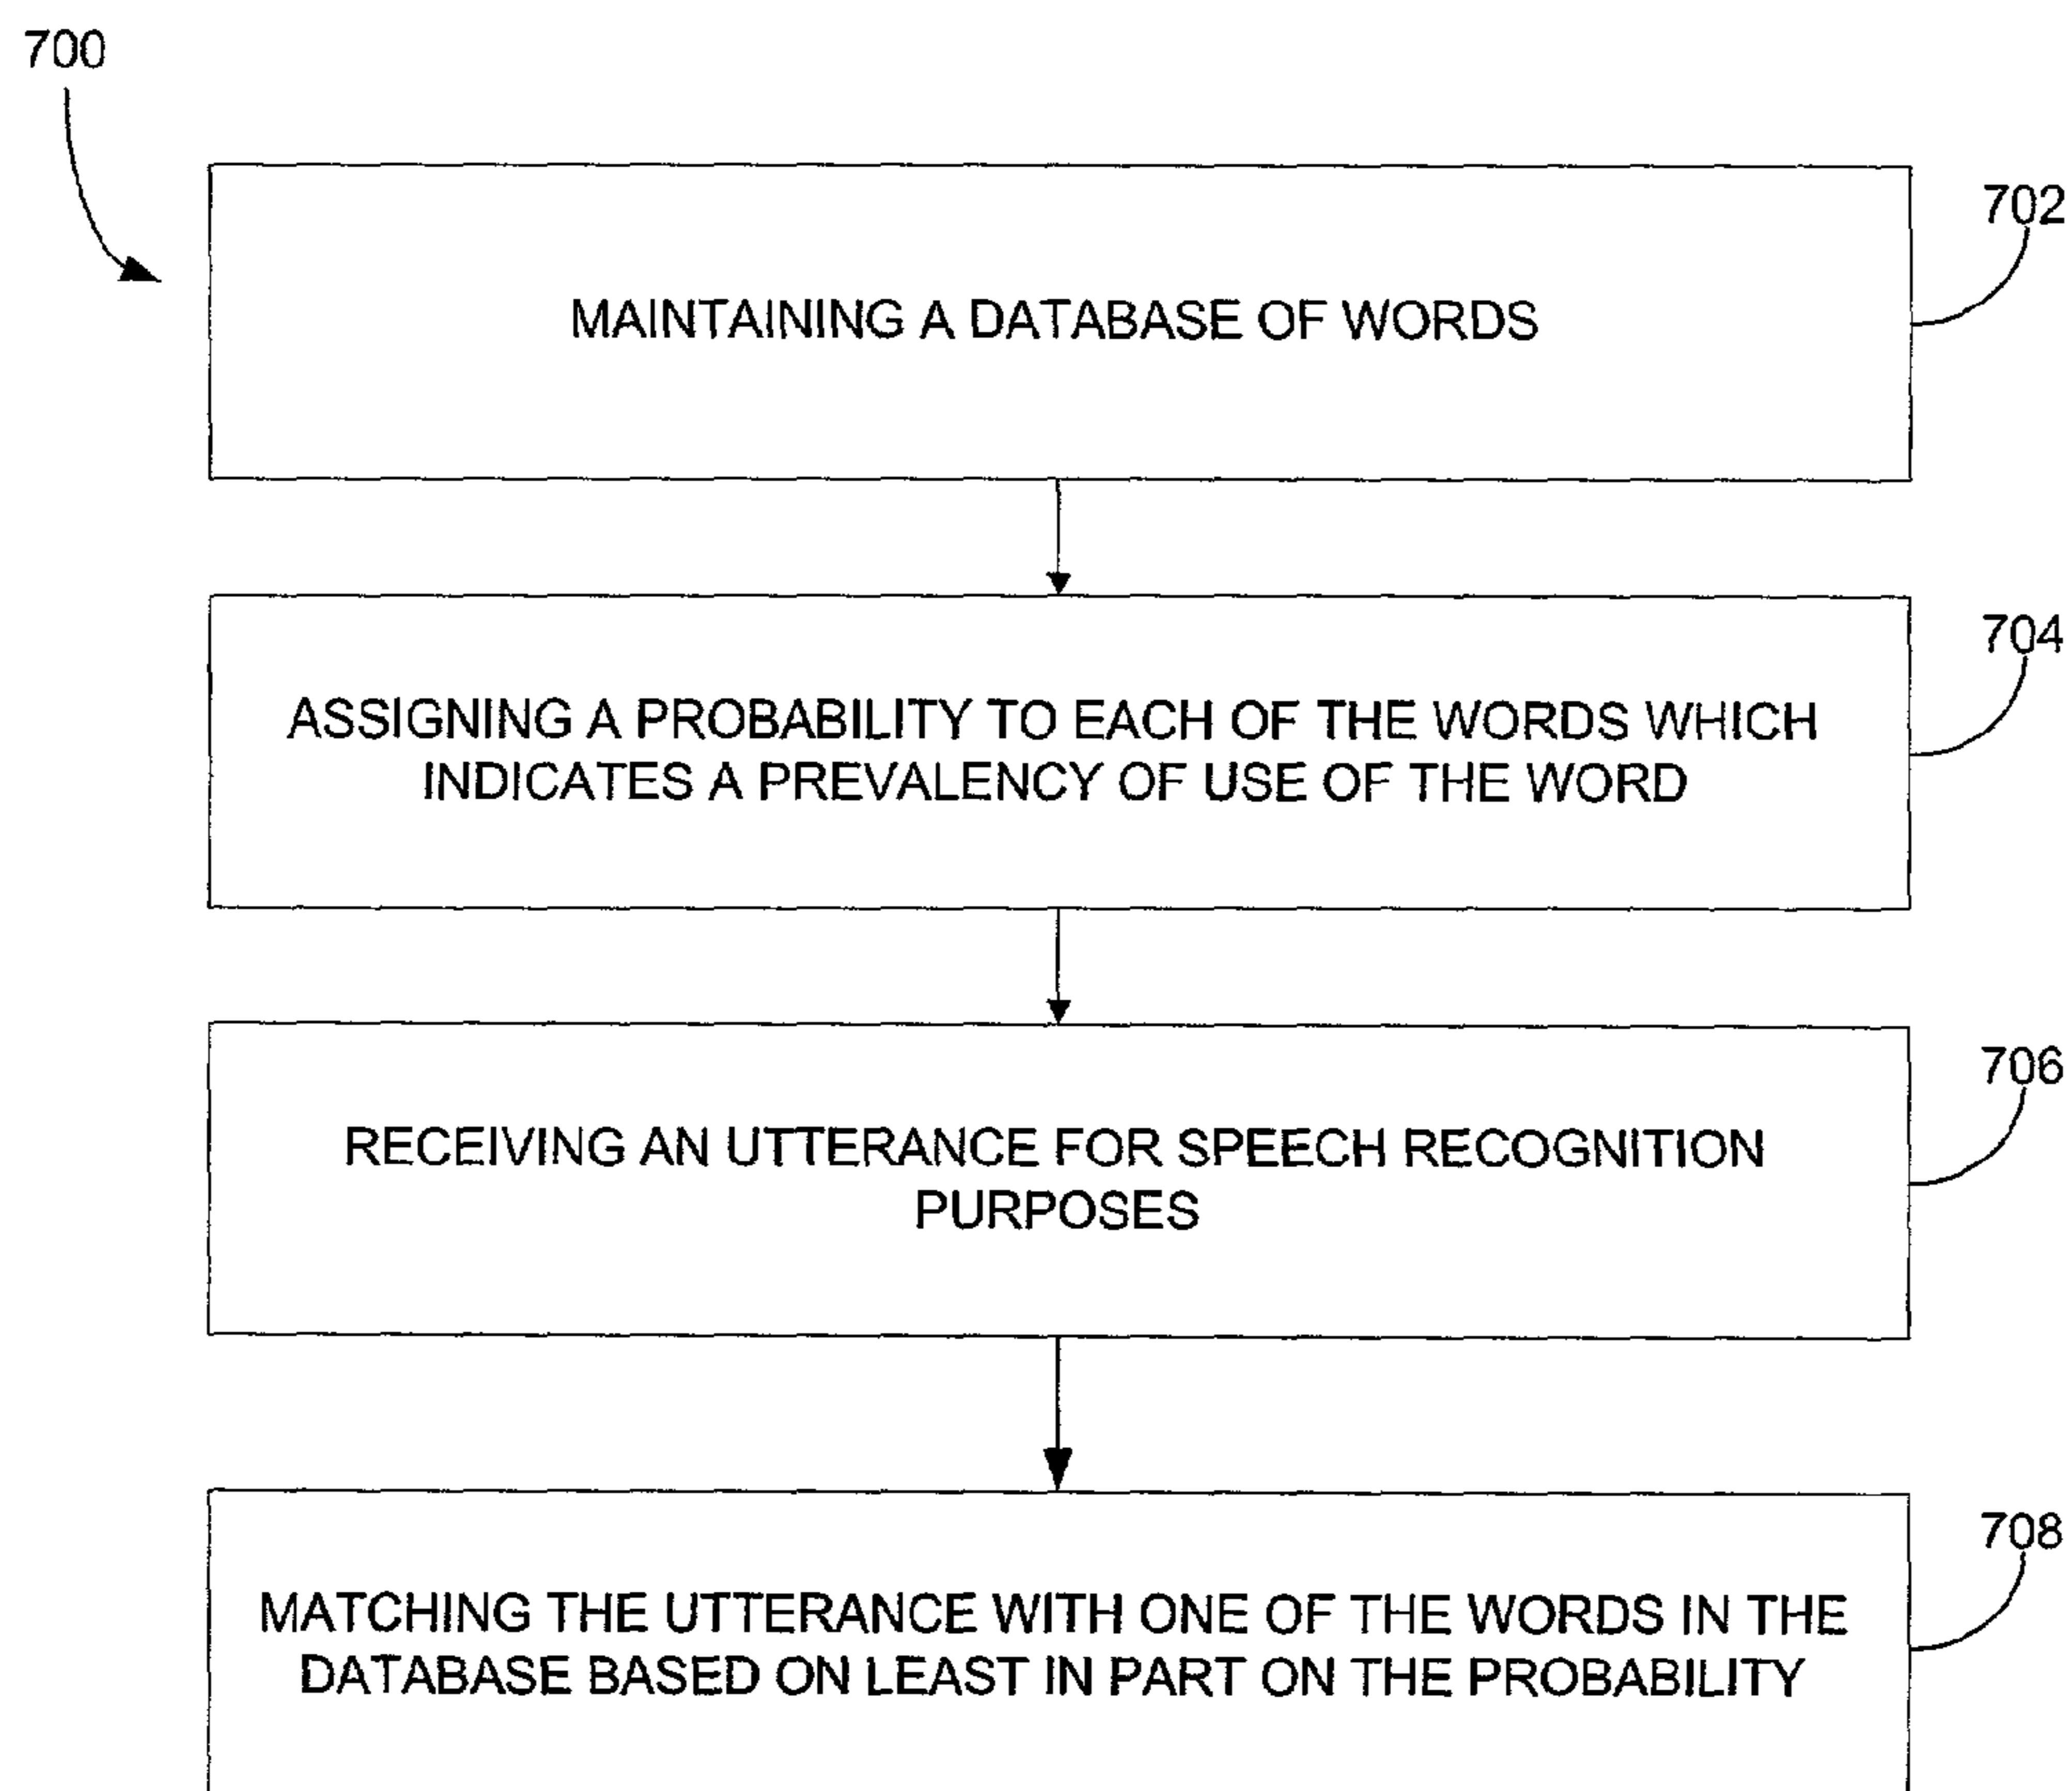 700
702
MAINTAINING A DATABASE OF WORDS
704
ASSIGNING A PROBABILITY TO EACH OF THE WORDS WHICH
INDICATES A PREVALENCY OF USE OF THE WORD
706
RECEIVING AN UTTERANCE FOR SPEECH RECOGNITION
PURPOSES
708
MATCHING THE UTTERANCE WITH ONE OF THE WORDS IN THE
DATABASE BASED ON LEAST IN PART ON THE PROBABILITY